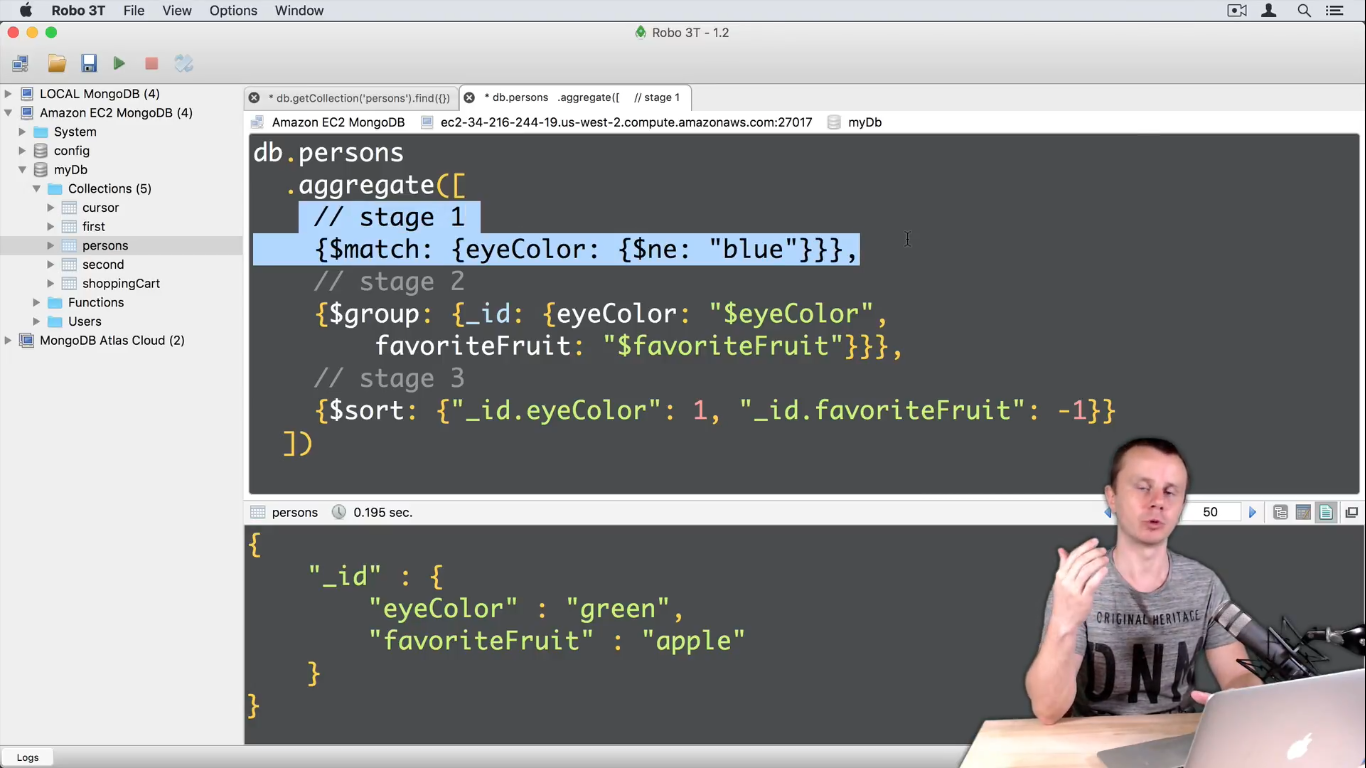 Robo 3T File View Options Window
Robo 3T - 1.2
LOCAL MongoDB (4)
Amazon EC2 MongoDB (4)
System
config
myDb
Collections (5)
cursor
first
persons
second
shoppingCart
Functions
Users
MongoDB Atlas Cloud (2)
* db.getCollection('persons').find({})
* db.persons .aggregate([ // stage 1
Amazon EC2 MongoDB ec2-34-216-244-19.us-west-2.compute.amazonaws.com:27017 myDb
db.persons
.aggregate([
// stage 1
{$match: {eyeColor: {$ne: "blue"}}},
// stage 2
{$group: {_id: {eyeColor: "$eyeColor",
favoriteFruit: "$favoriteFruit"}}},
// stage 3
{$sort: {"_id.eyeColor": 1, "_id.favoriteFruit": -1}}
])
persons 0.195 sec. 50
{
"_id" : {
"eyeColor" : "green",
"favoriteFruit" : "apple"
}
}
ORIGINAL HERITAGE
DNM
Logs